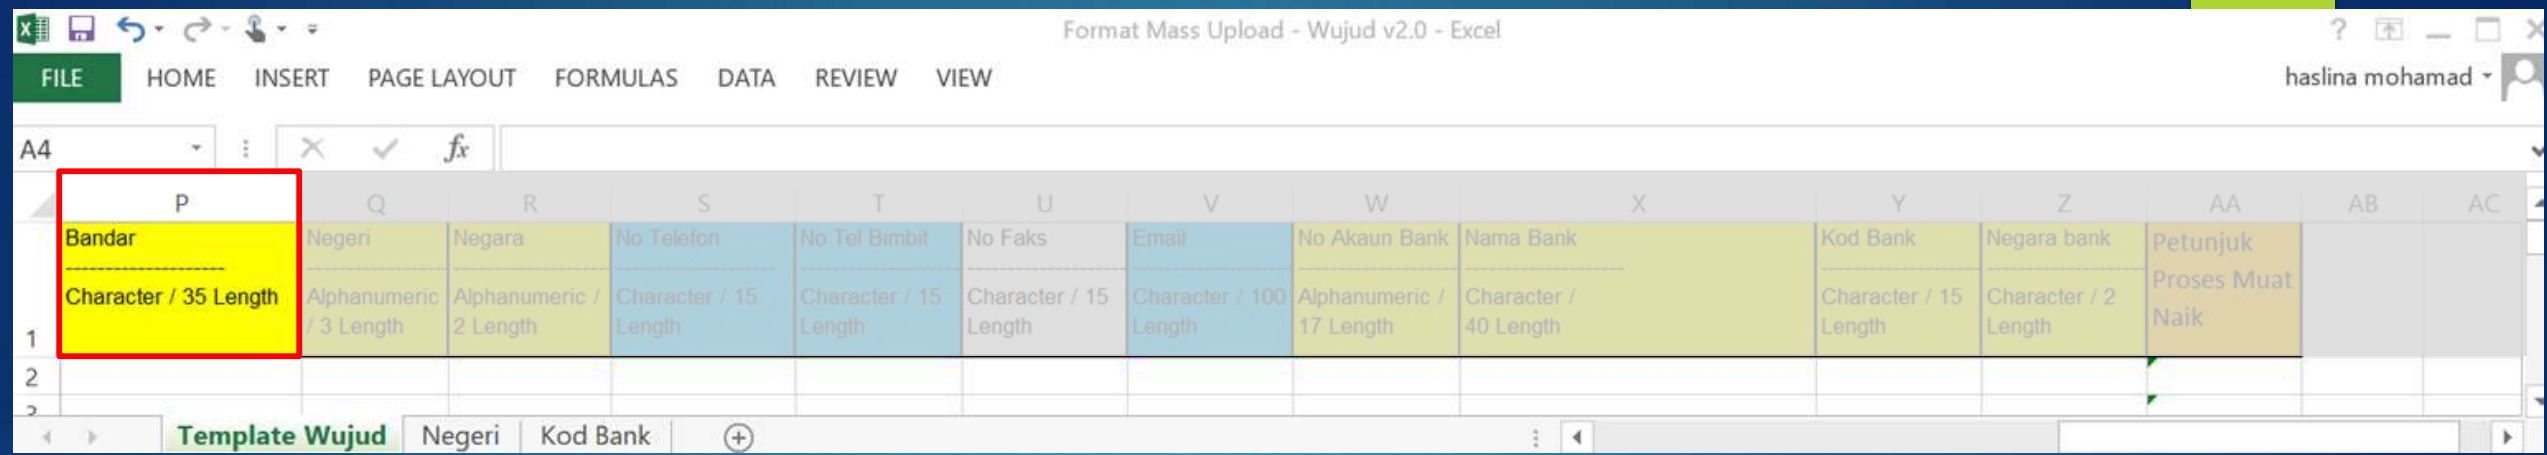 Format Mass Upload - Wujud v2.0 - Excel
?
FILE HOME INSERT PAGE LAYOUT FORMULAS DATA REVIEW VIEW
haslina mohamad
A4
fx
P Q R S T U V W X Y Z AA AB AC
1
Bandar
--------------------
Character / 35 Length
Negeri
Alphanumeric
/ 3 Length
Negara
Alphanumeric /
2 Length
No Telefon
Character / 15
Length
No Tel Bimbit
Character / 15
Length
No Faks
Character / 15
Length
Email
Character / 100
Length
No Akaun Bank
Alphanumeric /
17 Length
Nama Bank
Character /
40 Length
Kod Bank
Character / 15
Length
Negara bank
Character / 2
Length
Petunjuk
Proses Muat
Naik
2
3
Template Wujud Negeri Kod Bank